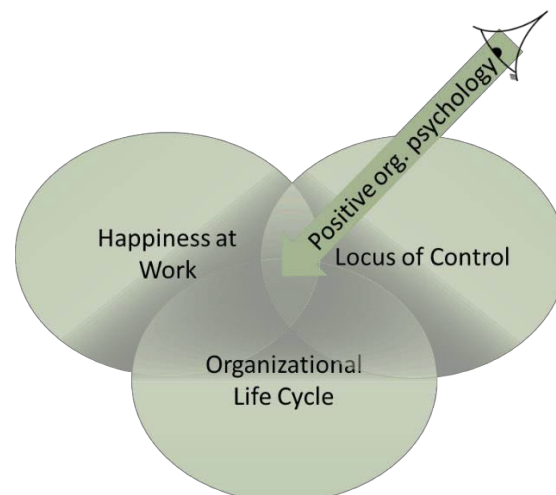 Positive org. psychology
Happiness at
Work
Locus of Control
Organizational
Life Cycle